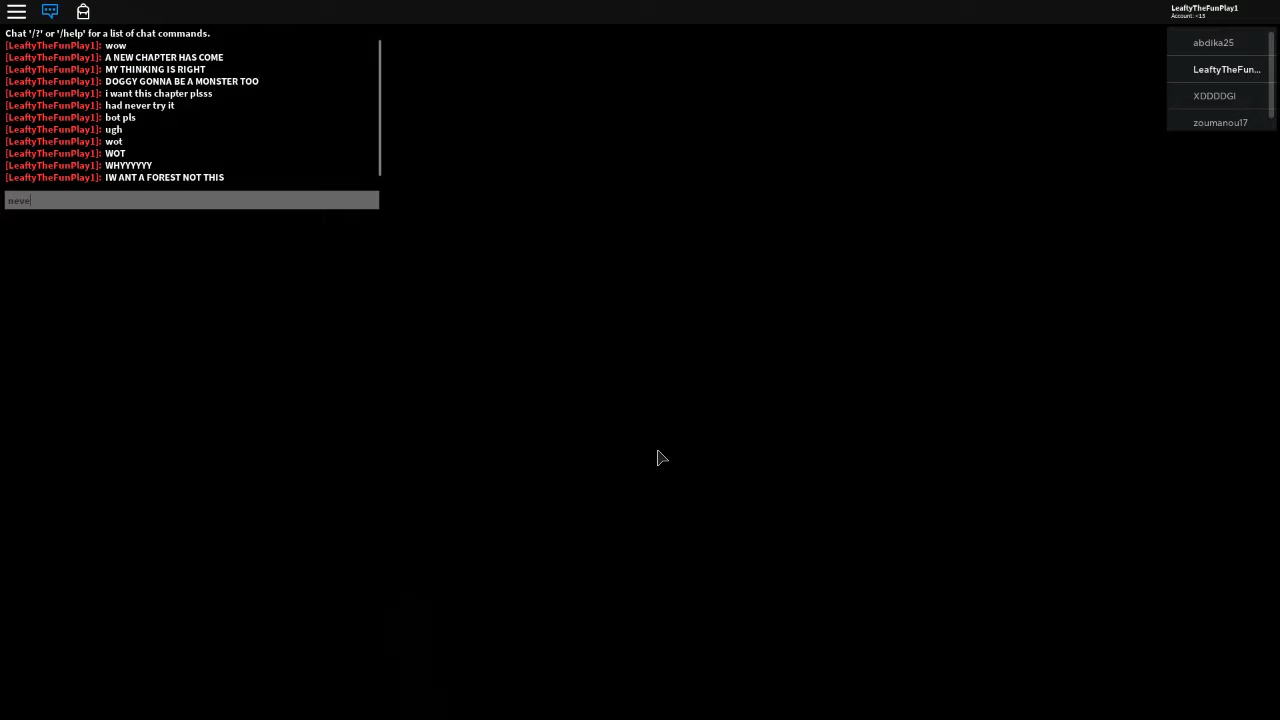 LeaftyTheFunPlay1
Account: <13
Chat '/?' or '/help' for a list of chat commands.
[LeaftyTheFunPlay1]: wow
[LeaftyTheFunPlay1]: A NEW CHAPTER HAS COME
[LeaftyTheFunPlay1]: MY THINKING IS RIGHT
[LeaftyTheFunPlay1]: DOGGY GONNA BE A MONSTER TOO
[LeaftyTheFunPlay1]: i want this chapter plsss
[LeaftyTheFunPlay1]: had never try it
[LeaftyTheFunPlay1]: bot pls
[LeaftyTheFunPlay1]: ugh
[LeaftyTheFunPlay1]: wot
[LeaftyTheFunPlay1]: WOT
[LeaftyTheFunPlay1]: WHYYYYYY
[LeaftyTheFunPlay1]: IW ANT A FOREST NOT THIS
neve
abdika25
LeaftyTheFun...
XDDDDGI
zoumanou17